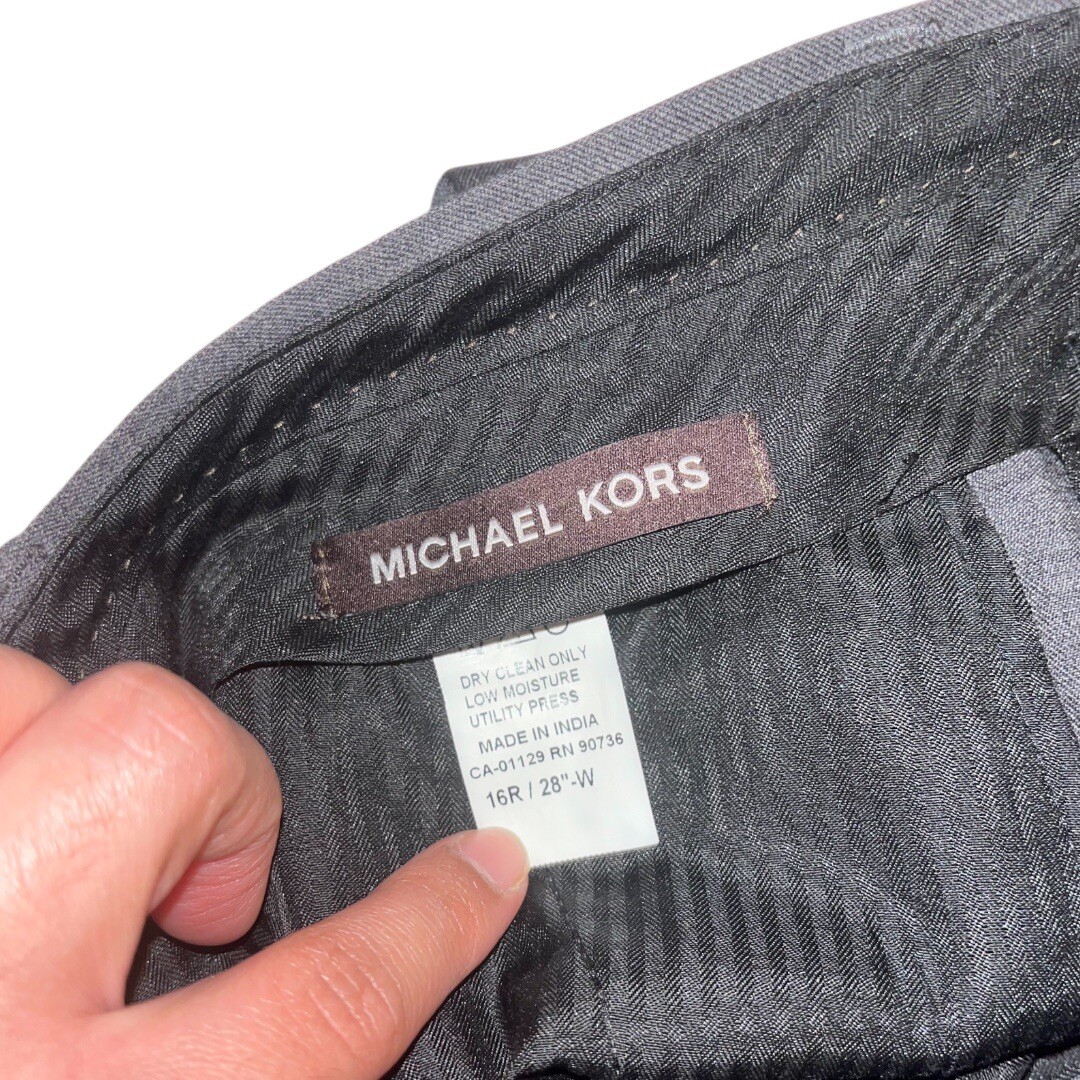 MICHAEL KORS
DRY CLEAN ONLY
LOW MOISTURE
UTILITY PRESS
MADE IN INDIA
CA-01129 RN 90736
16R / 28"-W